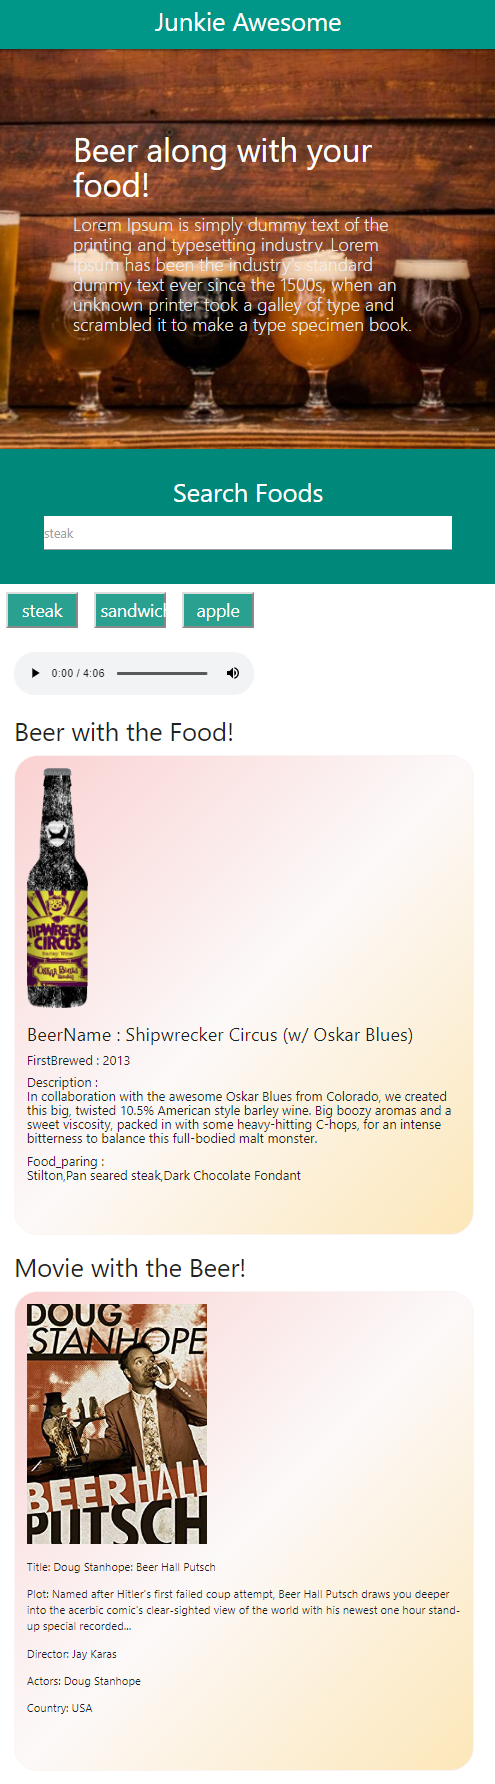 Junkie Awesome
Beer along with your
food!
Lorem Ipsum is simply dummy text of the
printing and typesetting industry. Lorem
Ipsum has been the industry's standard
dummy text ever since the 1500s, when an
unknown printer took a galley of type and
scrambled it to make a type specimen book.
Search Foods
steak
steak sandwich apple
0:00 / 4:06
Beer with the Food!
SHIPWRECKER
CIRCUS
Barley Wine
Oskar Blues
BeerName : Shipwrecker Circus (w/ Oskar Blues)
FirstBrewed : 2013
Description :
In collaboration with the awesome Oskar Blues from Colorado, we created
this big, twisted 10.5% American style barley wine. Big boozy aromas and a
sweet viscosity, packed in with some heavy-hitting C-hops, for an intense
bitterness to balance this full-bodied malt monster.
Food_paring :
Stilton,Pan seared steak,Dark Chocolate Fondant
Movie with the Beer!
DOUG
STANHOPE
BEER HALL
PUTSCH
Title: Doug Stanhope: Beer Hall Putsch
Plot: Named after Hitler's first failed coup attempt, Beer Hall Putsch draws you deeper
into the acerbic comic's clear-sighted view of the world with his newest one hour stand-
up special recorded...
Director: Jay Karas
Actors: Doug Stanhope
Country: USA